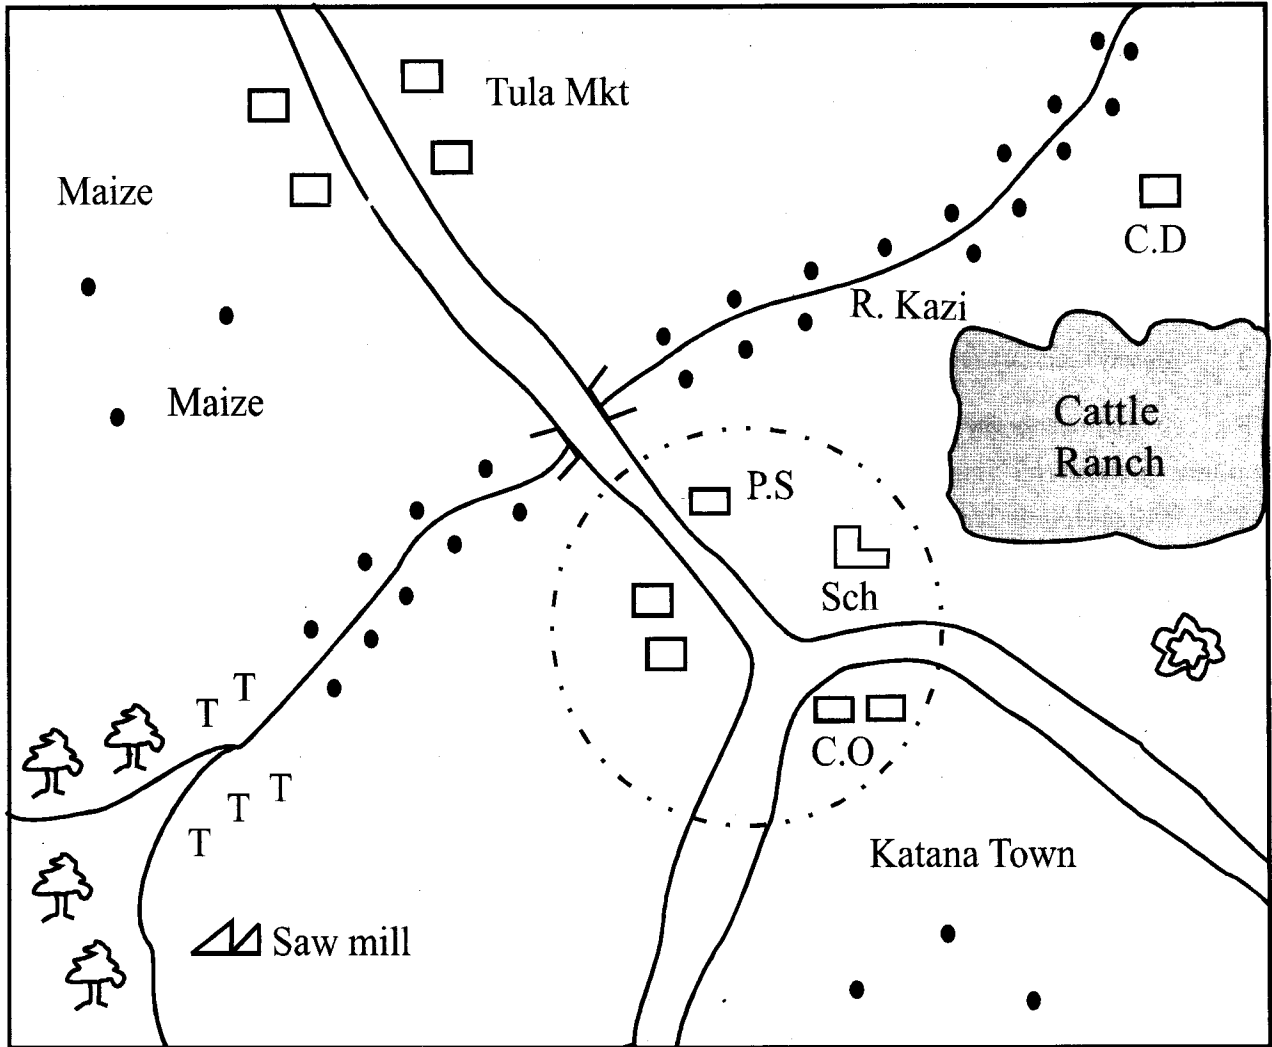 Tula Mkt
Maize
C.D
R. Kazi
Maize
Cattle
Ranch
P.S
Sch
T
T
C.O
T
T
T
Katana Town
Saw mill